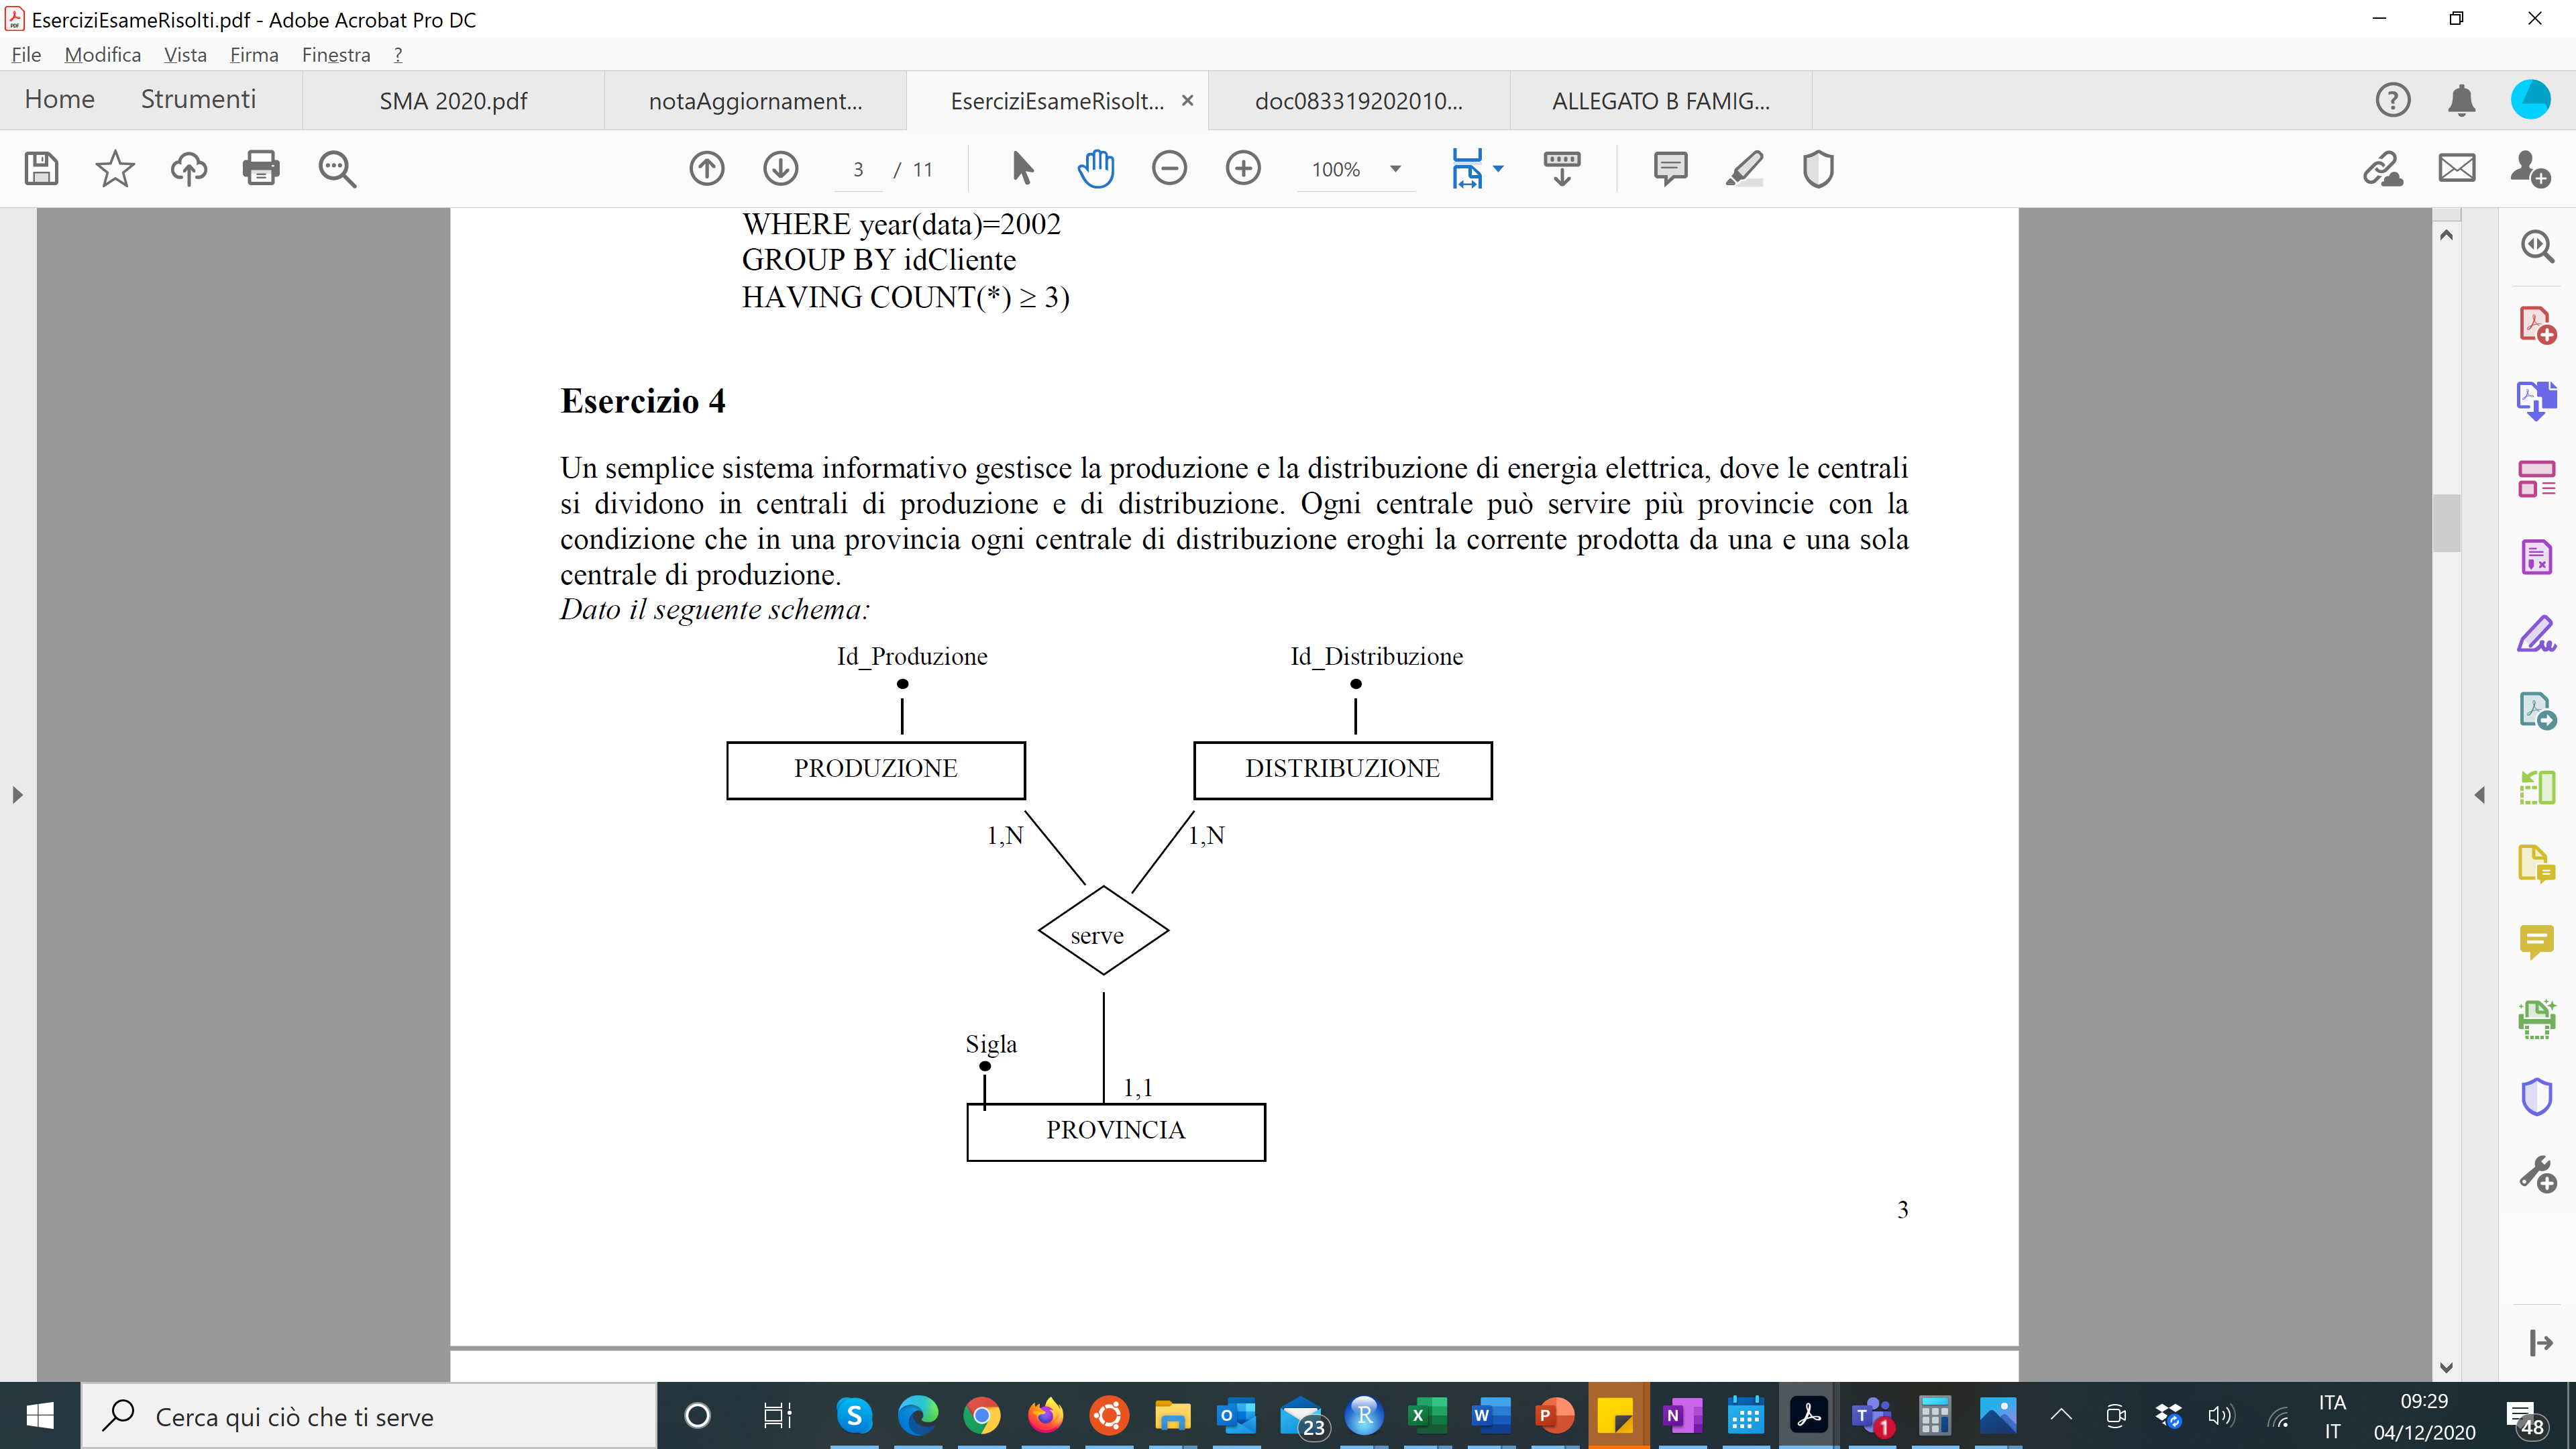 EserciziEsameRisolti.pdf - Adobe Acrobat Pro DC
File Modifica Vista Firma Finestra ?
Home Strumenti SMA 2020.pdf notaAggiornament... EserciziEsameRisolt... × doc083319202010... ALLEGATO B FAMIG... ?
3 / 11 100%
WHERE year(data)=2002
GROUP BY idCliente
HAVING COUNT(*) ≥ 3)
Esercizio 4
Un semplice sistema informativo gestisce la produzione e la distribuzione di energia elettrica, dove le centrali
si dividono in centrali di produzione e di distribuzione. Ogni centrale può servire più provincie con la
condizione che in una provincia ogni centrale di distribuzione eroghi la corrente prodotta da una e una sola
centrale di produzione.
Dato il seguente schema:
Id_Produzione Id_Distribuzione
PRODUZIONE DISTRIBUZIONE
1,N 1,N
serve
Sigla
1,1
PROVINCIA
3
Cerca qui ciò che ti serve
23
1
ITA
IT
09:29
04/12/2020
48